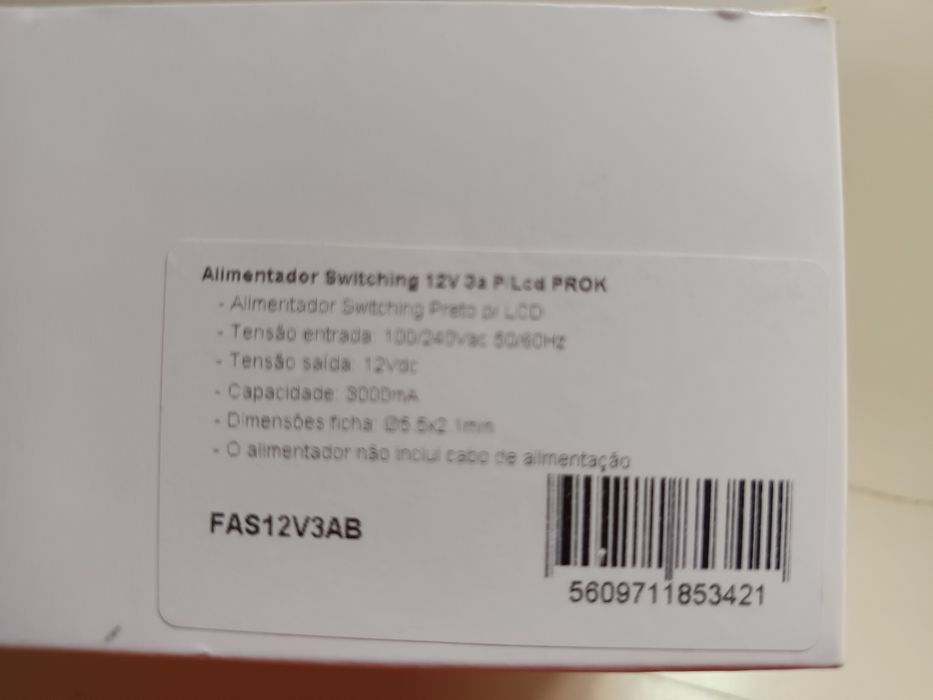 Alimentador Switching 12V 3a P/Lcd PROK
- Alimentador Switching Preto p/ LCD
- Tensão entrada: 100/240vac 50/60Hz
- Tensão saída: 12Vdc
- Capacidade: 3000mA
- Dimensões ficha: Ø5.5x2.1mm
- O alimentador não inclui cabo de alimentação
FAS12V3AB
5609711853421